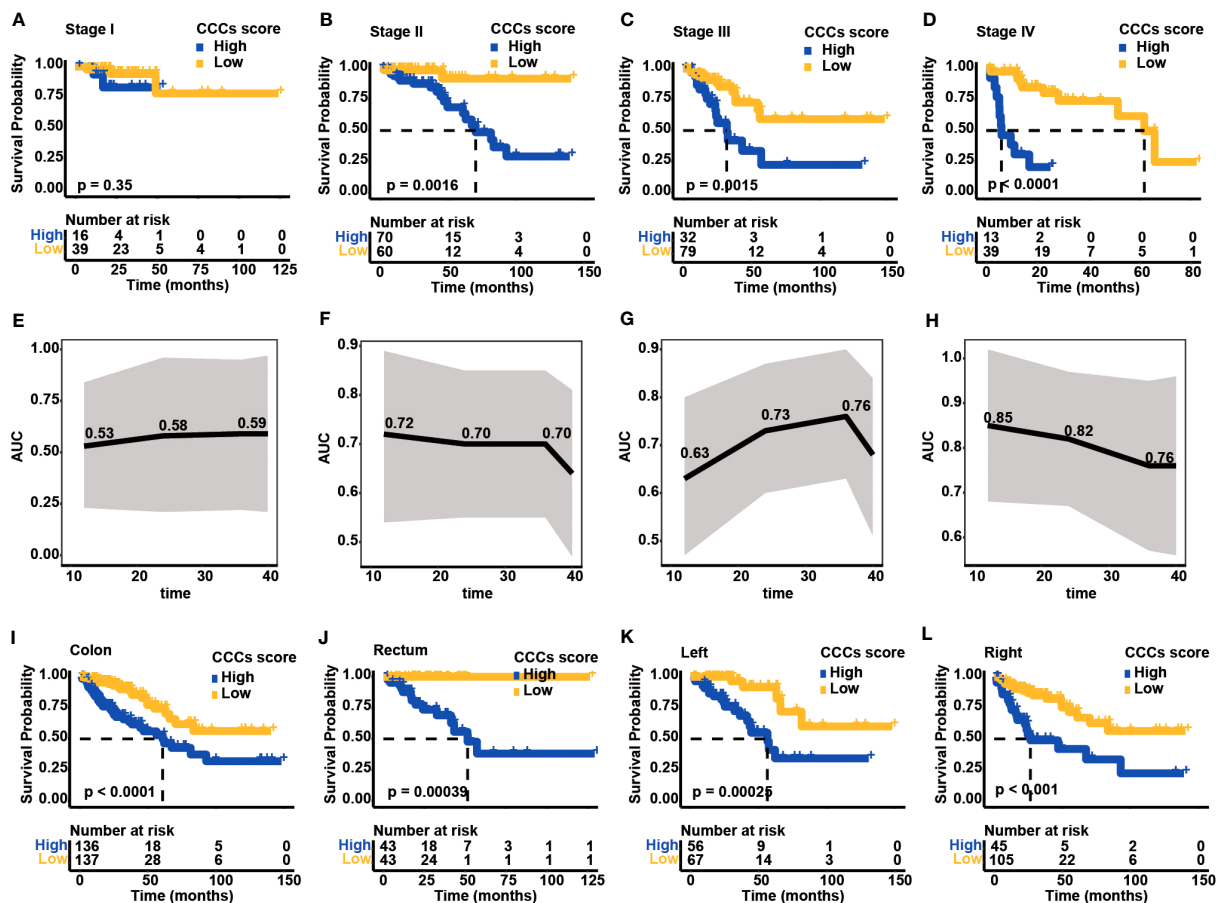 A
Stage I
CCCs score
High
Low
Survival Probability
1.00
0.75
0.50
0.25
0.00
p = 0.35
Number at risk
High 16 4 1 0 0 0
Low 39 23 5 4 1 0
0 25 50 75 100 125
Time (months)
B
Stage II
CCCs score
High
Low
Survival Probability
1.00
0.75
0.50
0.25
0.00
p = 0.0016
Number at risk
High 70 15 3 0
Low 60 12 4 0
0 50 100 150
Time (months)
C
Stage III
CCCs score
High
Low
Survival Probability
1.00
0.75
0.50
0.25
0.00
p = 0.0015
Number at risk
High 32 3 1 0
Low 79 12 4 0
0 50 100 150
Time (months)
D
Stage IV
CCCs score
High
Low
Survival Probability
1.00
0.75
0.50
0.25
0.00
p < 0.0001
Number at risk
High 13 2 0 0 0
Low 39 19 7 5 1
0 20 40 60 80
Time (months)
E
AUC
1.00
0.75
0.50
0.25
0.00
0.53 0.58 0.59
10 20 30 40
time
F
AUC
0.9
0.8
0.7
0.6
0.5
0.72 0.70 0.70
10 20 30 40
time
G
AUC
0.9
0.8
0.7
0.6
0.5
0.63 0.73 0.76
10 20 30 40
time
H
AUC
1.0
0.9
0.8
0.7
0.6
0.85 0.82 0.76
10 20 30 40
time
I
Colon
CCCs score
High
Low
Survival Probability
1.00
0.75
0.50
0.25
0.00
p < 0.0001
Number at risk
High 136 18 5 0
Low 137 28 6 0
0 50 100 150
Time (months)
J
Rectum
CCCs score
High
Low
Survival Probability
1.00
0.75
0.50
0.25
0.00
p = 0.00039
Number at risk
High 43 18 7 3 1 1
Low 43 24 1 1 1 1
0 25 50 75 100 125
Time (months)
K
Left
CCCs score
High
Low
Survival Probability
1.00
0.75
0.50
0.25
0.00
p = 0.00025
Number at risk
High 56 9 1 0
Low 67 14 3 0
0 50 100 150
Time (months)
L
Right
CCCs score
High
Low
Survival Probability
1.00
0.75
0.50
0.25
0.00
p < 0.001
Number at risk
High 45 5 2 0
Low 105 22 6 0
0 50 100 150
Time (months)